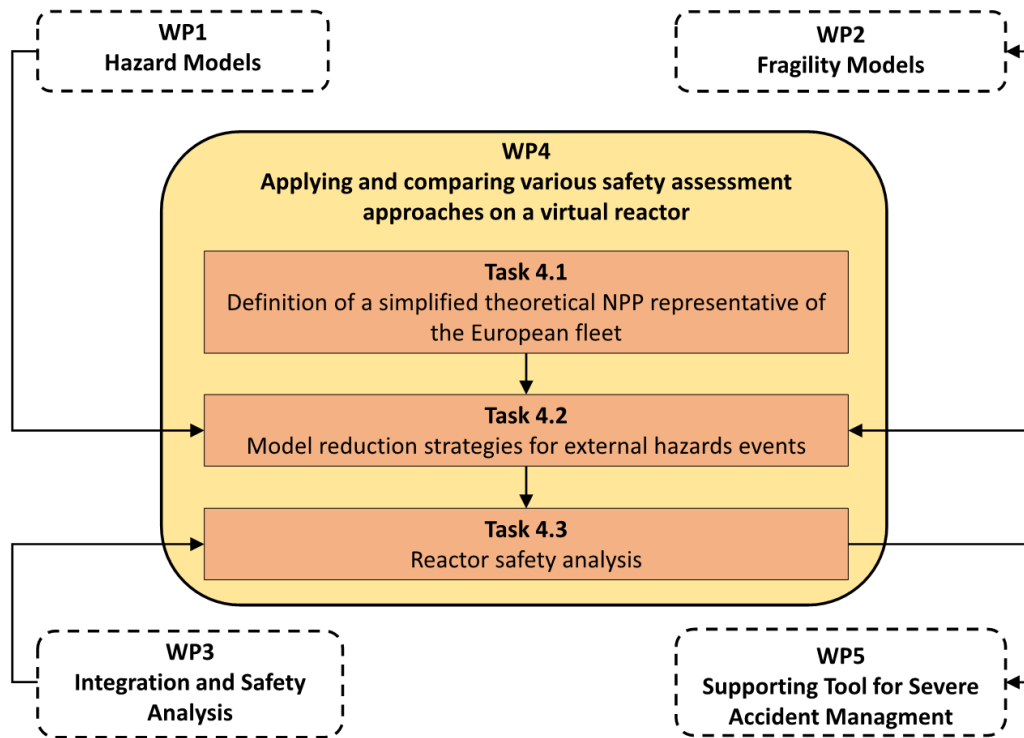 WP1
Hazard Models
WP2
Fragility Models
WP4
Applying and comparing various safety assessment
approaches on a virtual reactor
Task 4.1
Definition of a simplified theoretical NPP representative of
the European fleet
Task 4.2
Model reduction strategies for external hazards events
Task 4.3
Reactor safety analysis
WP3
Integration and Safety
Analysis
WP5
Supporting Tool for Severe
Accident Managment